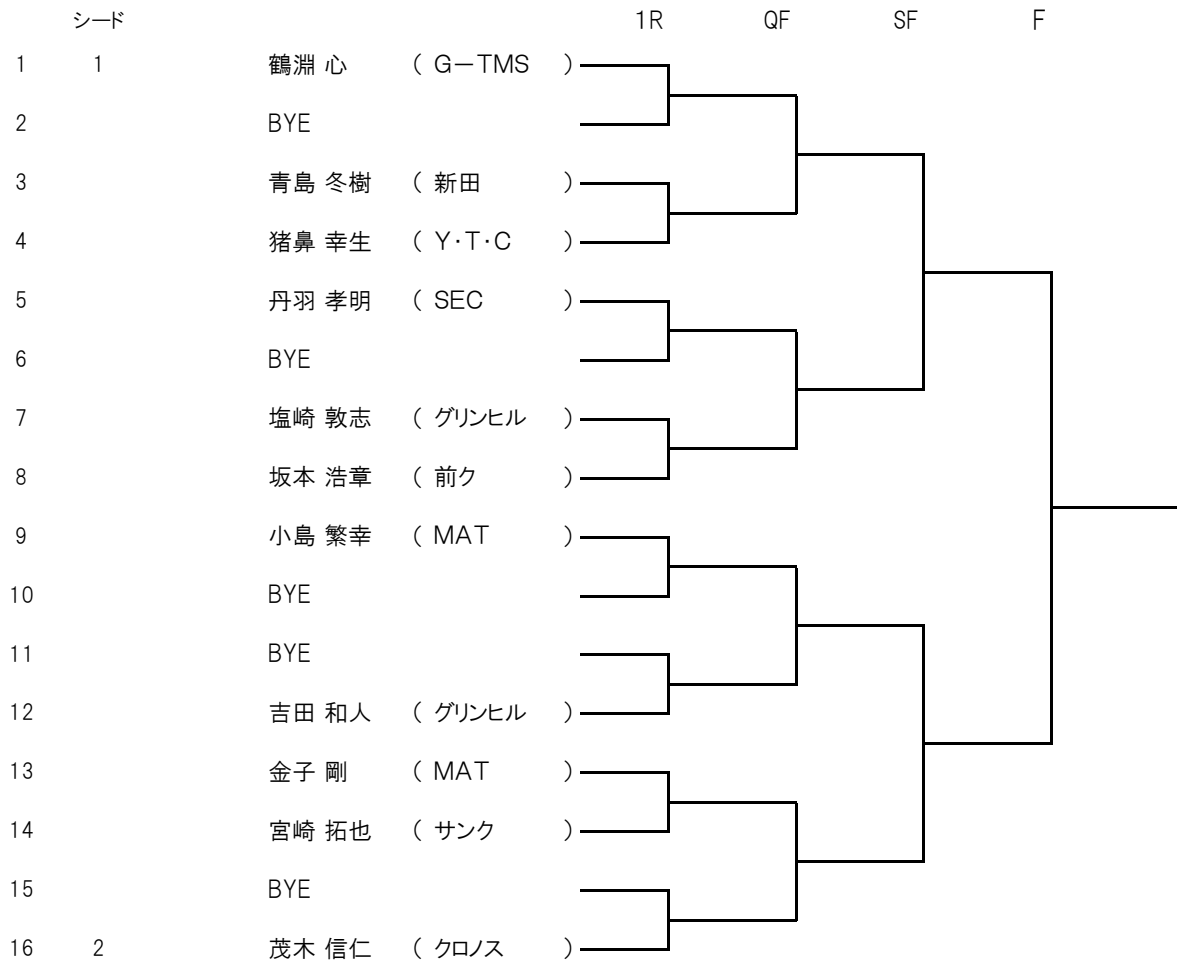 シード 1R QF SF F
1 1 鶴淵 心 ( G－TMS )
2 BYE
3 青島 冬樹 ( 新田 )
4 猪鼻 幸生 ( Y・T・C )
5 丹羽 孝明 ( SEC )
6 BYE
7 塩崎 敦志 ( グリンヒル )
8 坂本 浩章 ( 前ク )
9 小島 繁幸 ( MAT )
10 BYE
11 BYE
12 吉田 和人 ( グリンヒル )
13 金子 剛 ( MAT )
14 宮崎 拓也 ( サンク )
15 BYE
16 2 茂木 信仁 ( クロノス )